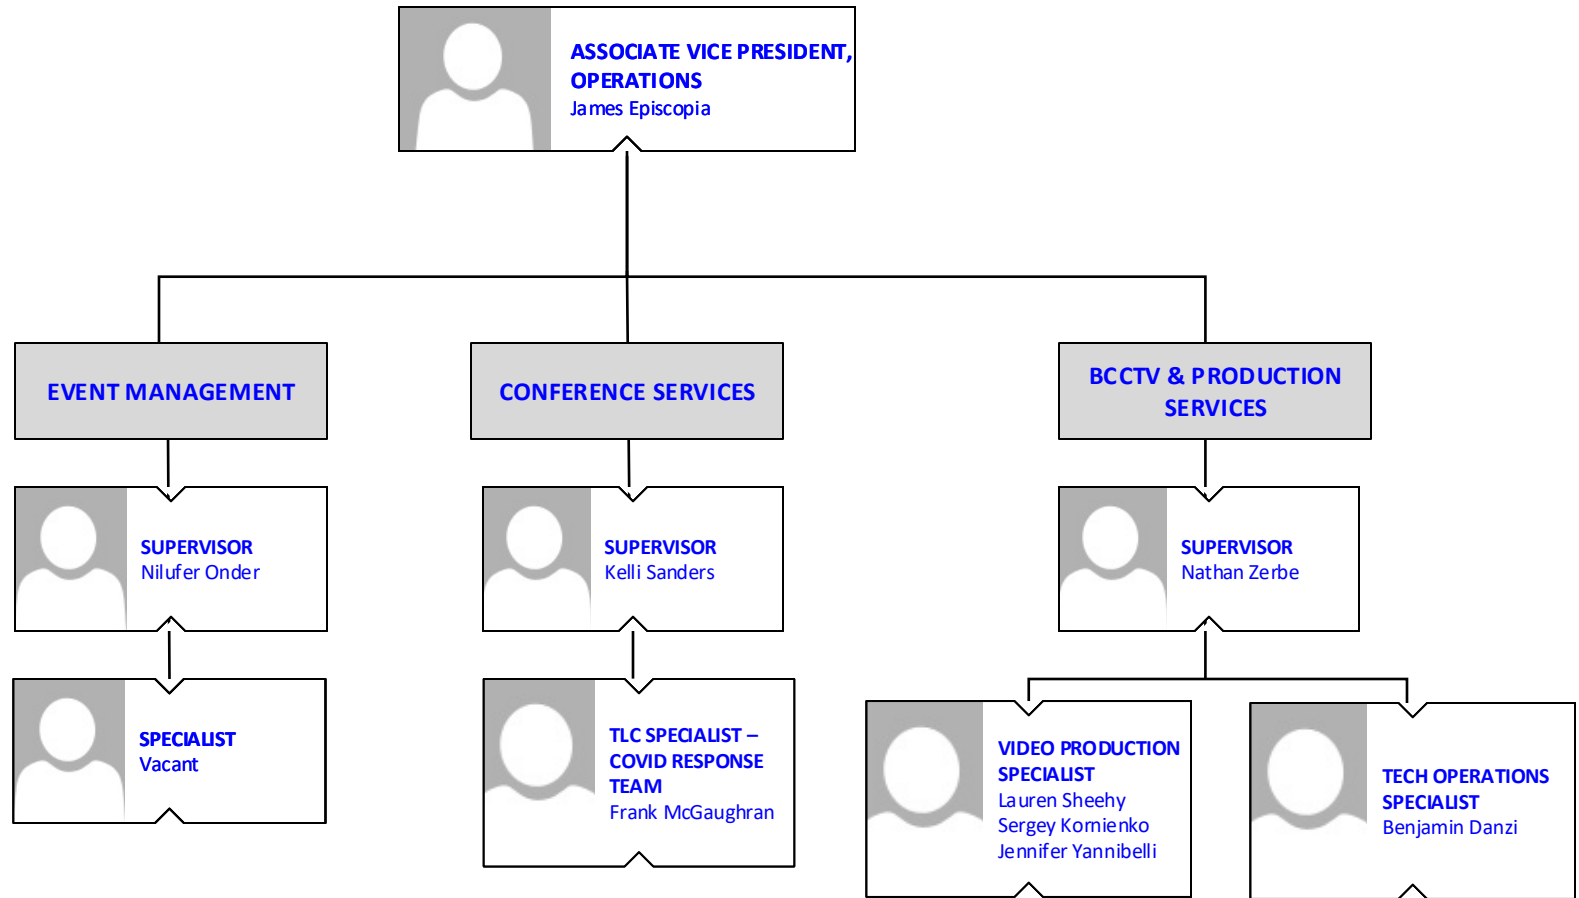 ASSOCIATE VICE PRESIDENT,
OPERATIONS
James Episcopia
EVENT MANAGEMENT
CONFERENCE SERVICES
BCCTV & PRODUCTION
SERVICES
SUPERVISOR
Nilufer Onder
SUPERVISOR
Kelli Sanders
SUPERVISOR
Nathan Zerbe
SPECIALIST
Vacant
TLC SPECIALIST –
COVID RESPONSE
TEAM
Frank McGaughran
VIDEO PRODUCTION
SPECIALIST
Lauren Sheehy
Sergey Kornienko
Jennifer Yannibelli
TECH OPERATIONS
SPECIALIST
Benjamin Danzi